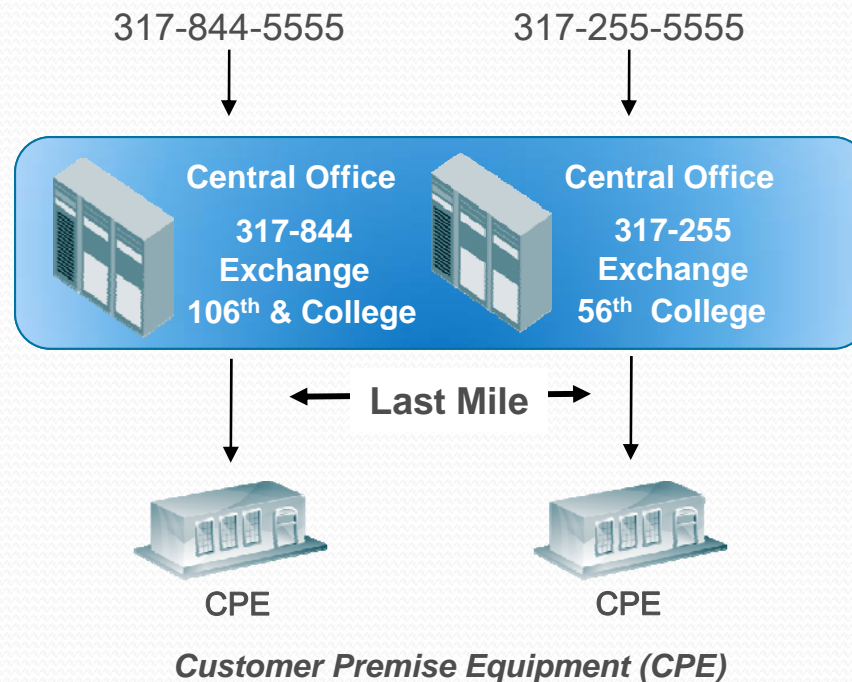 317-844-5555
317-255-5555
Central Office
317-844
Exchange
106th & College
Central Office
317-255
Exchange
56th College
Last Mile
CPE
CPE
Customer Premise Equipment (CPE)